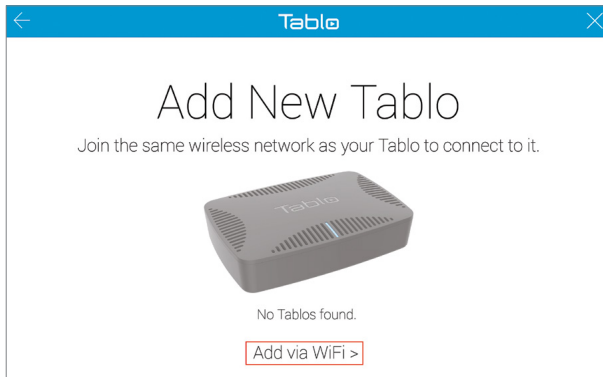 Tablo
Add New Tablo
Join the same wireless network as your Tablo to connect to it.
Tablo
No Tablos found.
Add via WiFi >